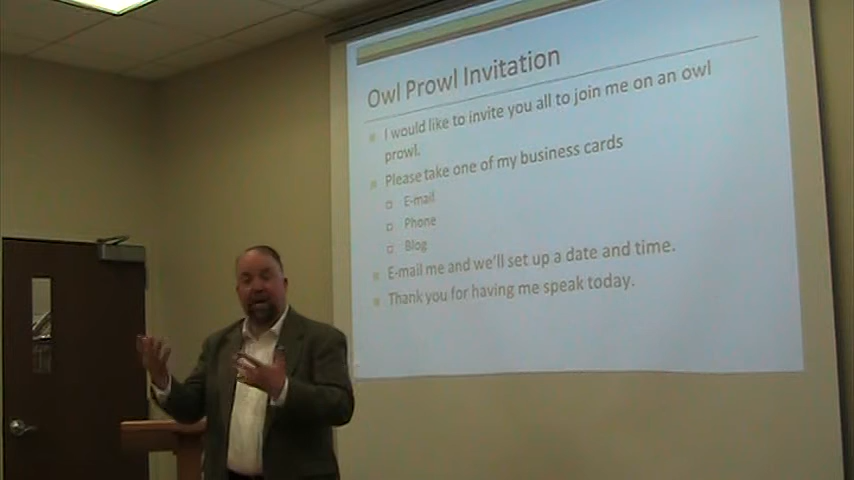 Owl Prowl Invitation
I would like to invite you all to join me on an owl
prowl.
Please take one of my business cards
E-mail
Phone
Blog
E-mail me and we'll set up a date and time.
Thank you for having me speak today.